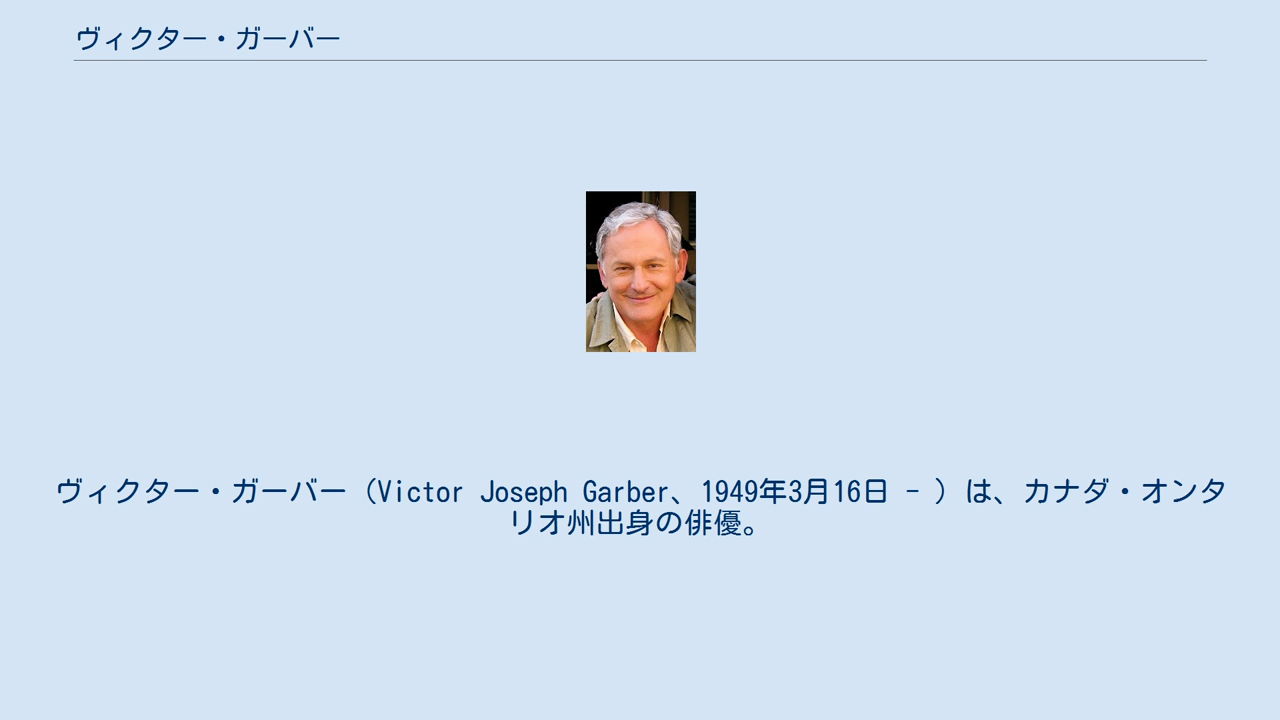 ヴィクター・ガーバー
ヴィクター・ガーバー（Victor Joseph Garber、1949年3月16日 - ）は、カナダ・オンタ
リオ州出身の俳優。